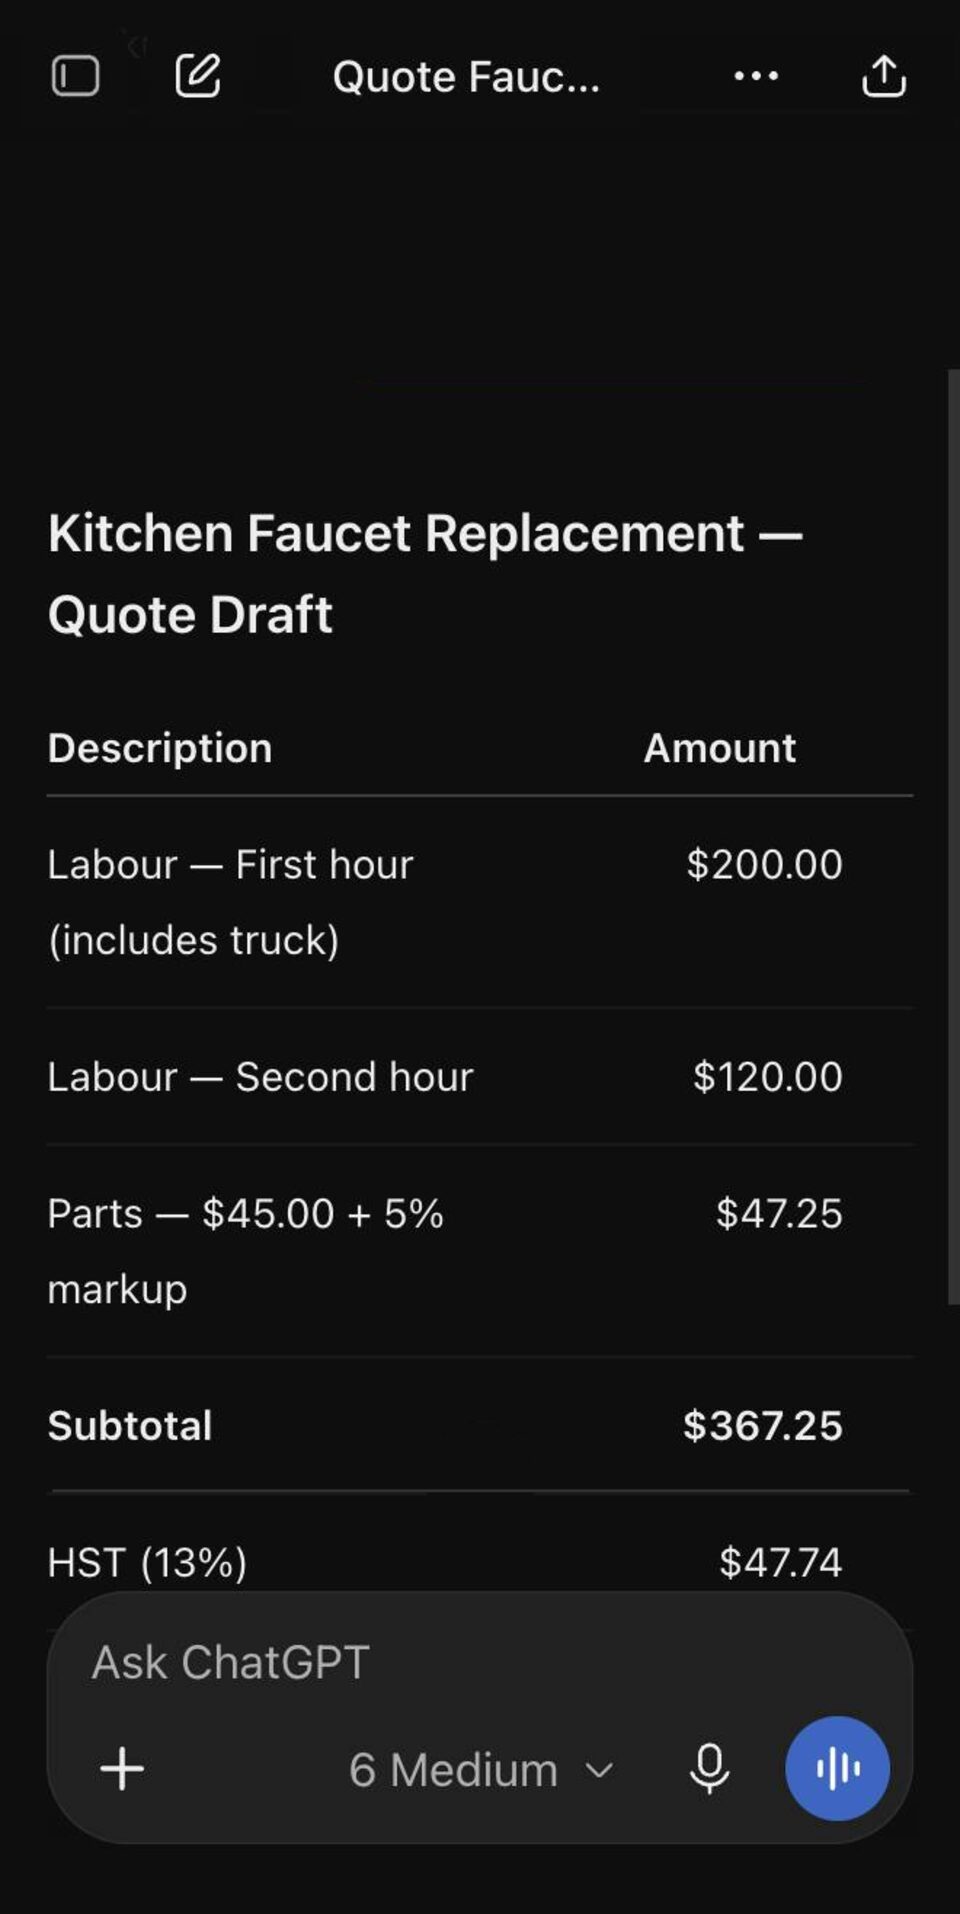 Quote Fauc...
Kitchen Faucet Replacement —
Quote Draft
Description Amount
Labour — First hour $200.00
(includes truck)
Labour — Second hour $120.00
Parts — $45.00 + 5% $47.25
markup
Subtotal $367.25
HST (13%) $47.74
Ask ChatGPT
6 Medium